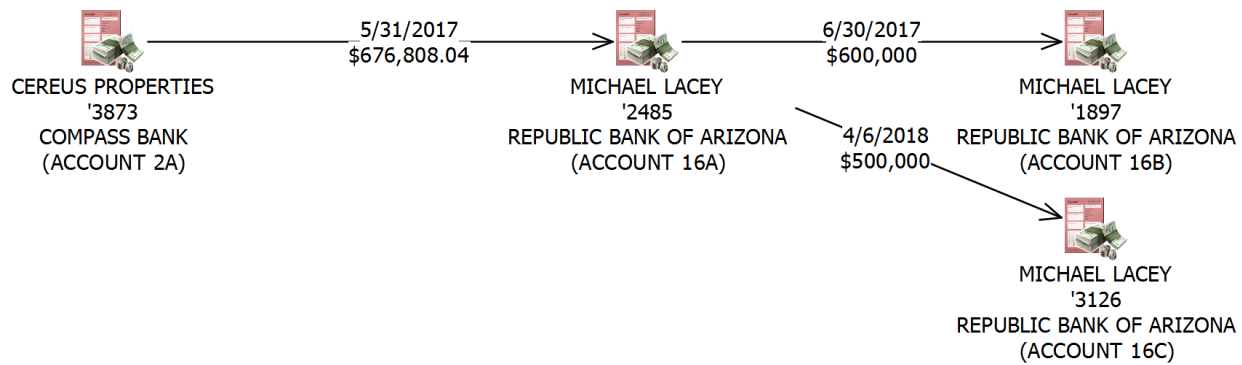 5/31/2017
$676,808.04
6/30/2017
$600,000
CEREUS PROPERTIES
'3873
COMPASS BANK
(ACCOUNT 2A)
MICHAEL LACEY
'2485
REPUBLIC BANK OF ARIZONA
(ACCOUNT 16A)
MICHAEL LACEY
'1897
REPUBLIC BANK OF ARIZONA
(ACCOUNT 16B)
4/6/2018
$500,000
MICHAEL LACEY
'3126
REPUBLIC BANK OF ARIZONA
(ACCOUNT 16C)